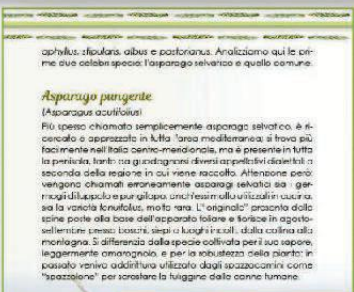 aphyllus, stipularis, albus e pastorianus. Analizziamo qui le pri-
me due celebri specie: l'asparago selvatico e quello comune.
Asparago pungente
(Asparagus acutifolius)
Più spesso chiamato semplicemente asparago selvatico, è ri-
cercato e apprezzato in tutta l'area mediterranea; si trova più
facilmente nell'Italia centro-meridionale, ma è presente in tutta
la penisola, tanto da guadagnarsi diversi appellativi dialettali a
seconda della regione in cui viene raccolto. Attenzione però:
vengono chiamati erroneamente asparagi selvatici sia i ger-
mogli di luppolo e pungitopo, anch'essi molto utilizzati in cucina,
sia la varietà tenuifolius, molto rara. L'"originale" presenta delle
spine poste alla base dell'apparato foliare e fiorisce in agosto-
settembre presso boschi, siepi o luoghi incolti, dalla collina alla
montagna. Si differenzia dalla specie coltivata per il suo sapore,
leggermente amarognolo, e per la robustezza della pianta: in
passato veniva addirittura utilizzato dagli spazzacamini come
"spazzolone" per scrostare la fuliggine dalle canne fumarie.